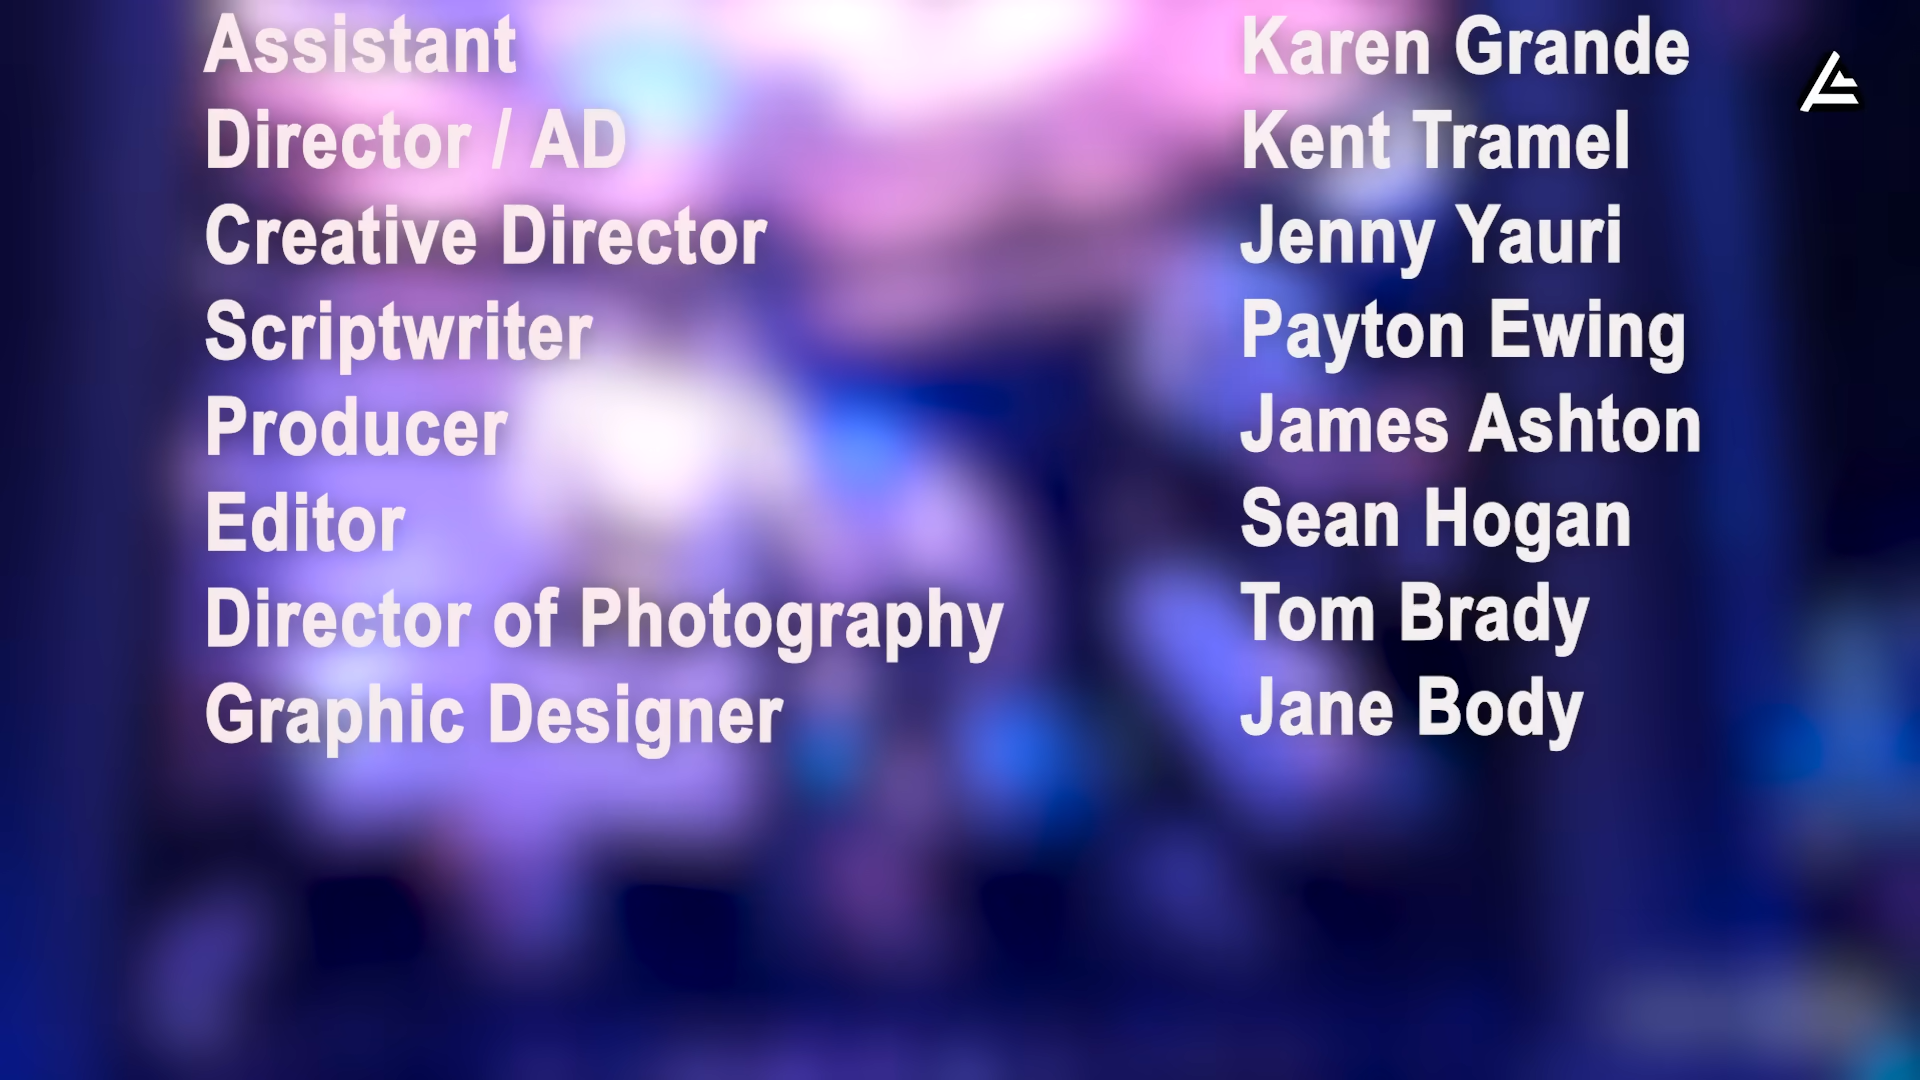 Assistant Karen Grande
Director / AD Kent Tramel
Creative Director Jenny Yauri
Scriptwriter Payton Ewing
Producer James Ashton
Editor Sean Hogan
Director of Photography Tom Brady
Graphic Designer Jane Body